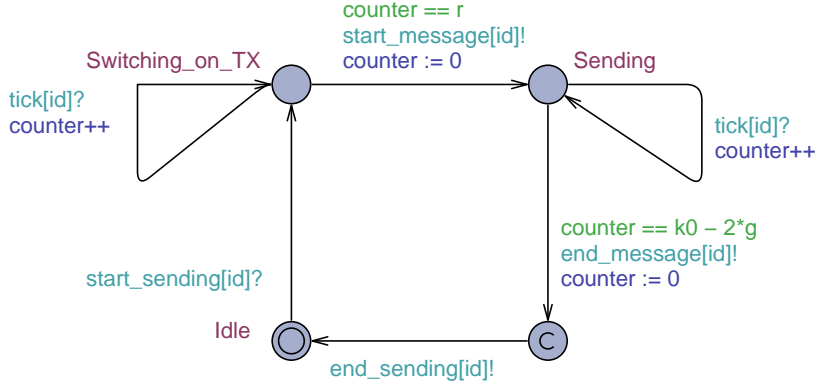 counter == r
start_message[id]!
counter := 0
Switching_on_TX
Sending
tick[id]?
counter++
tick[id]?
counter++
counter == k0 − 2*g
end_message[id]!
counter := 0
start_sending[id]?
Idle
C
end_sending[id]!